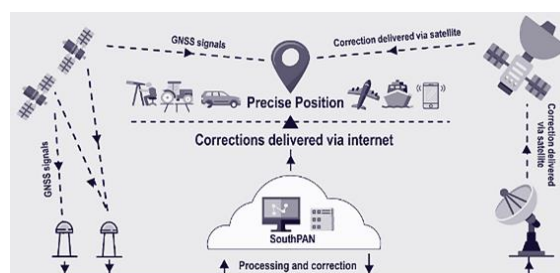 GNSS signals
Correction delivered via satellite
Precise Position
Corrections delivered via internet
GNSS signals
Correction delivered
via satellite
SouthPAN
Processing and correction